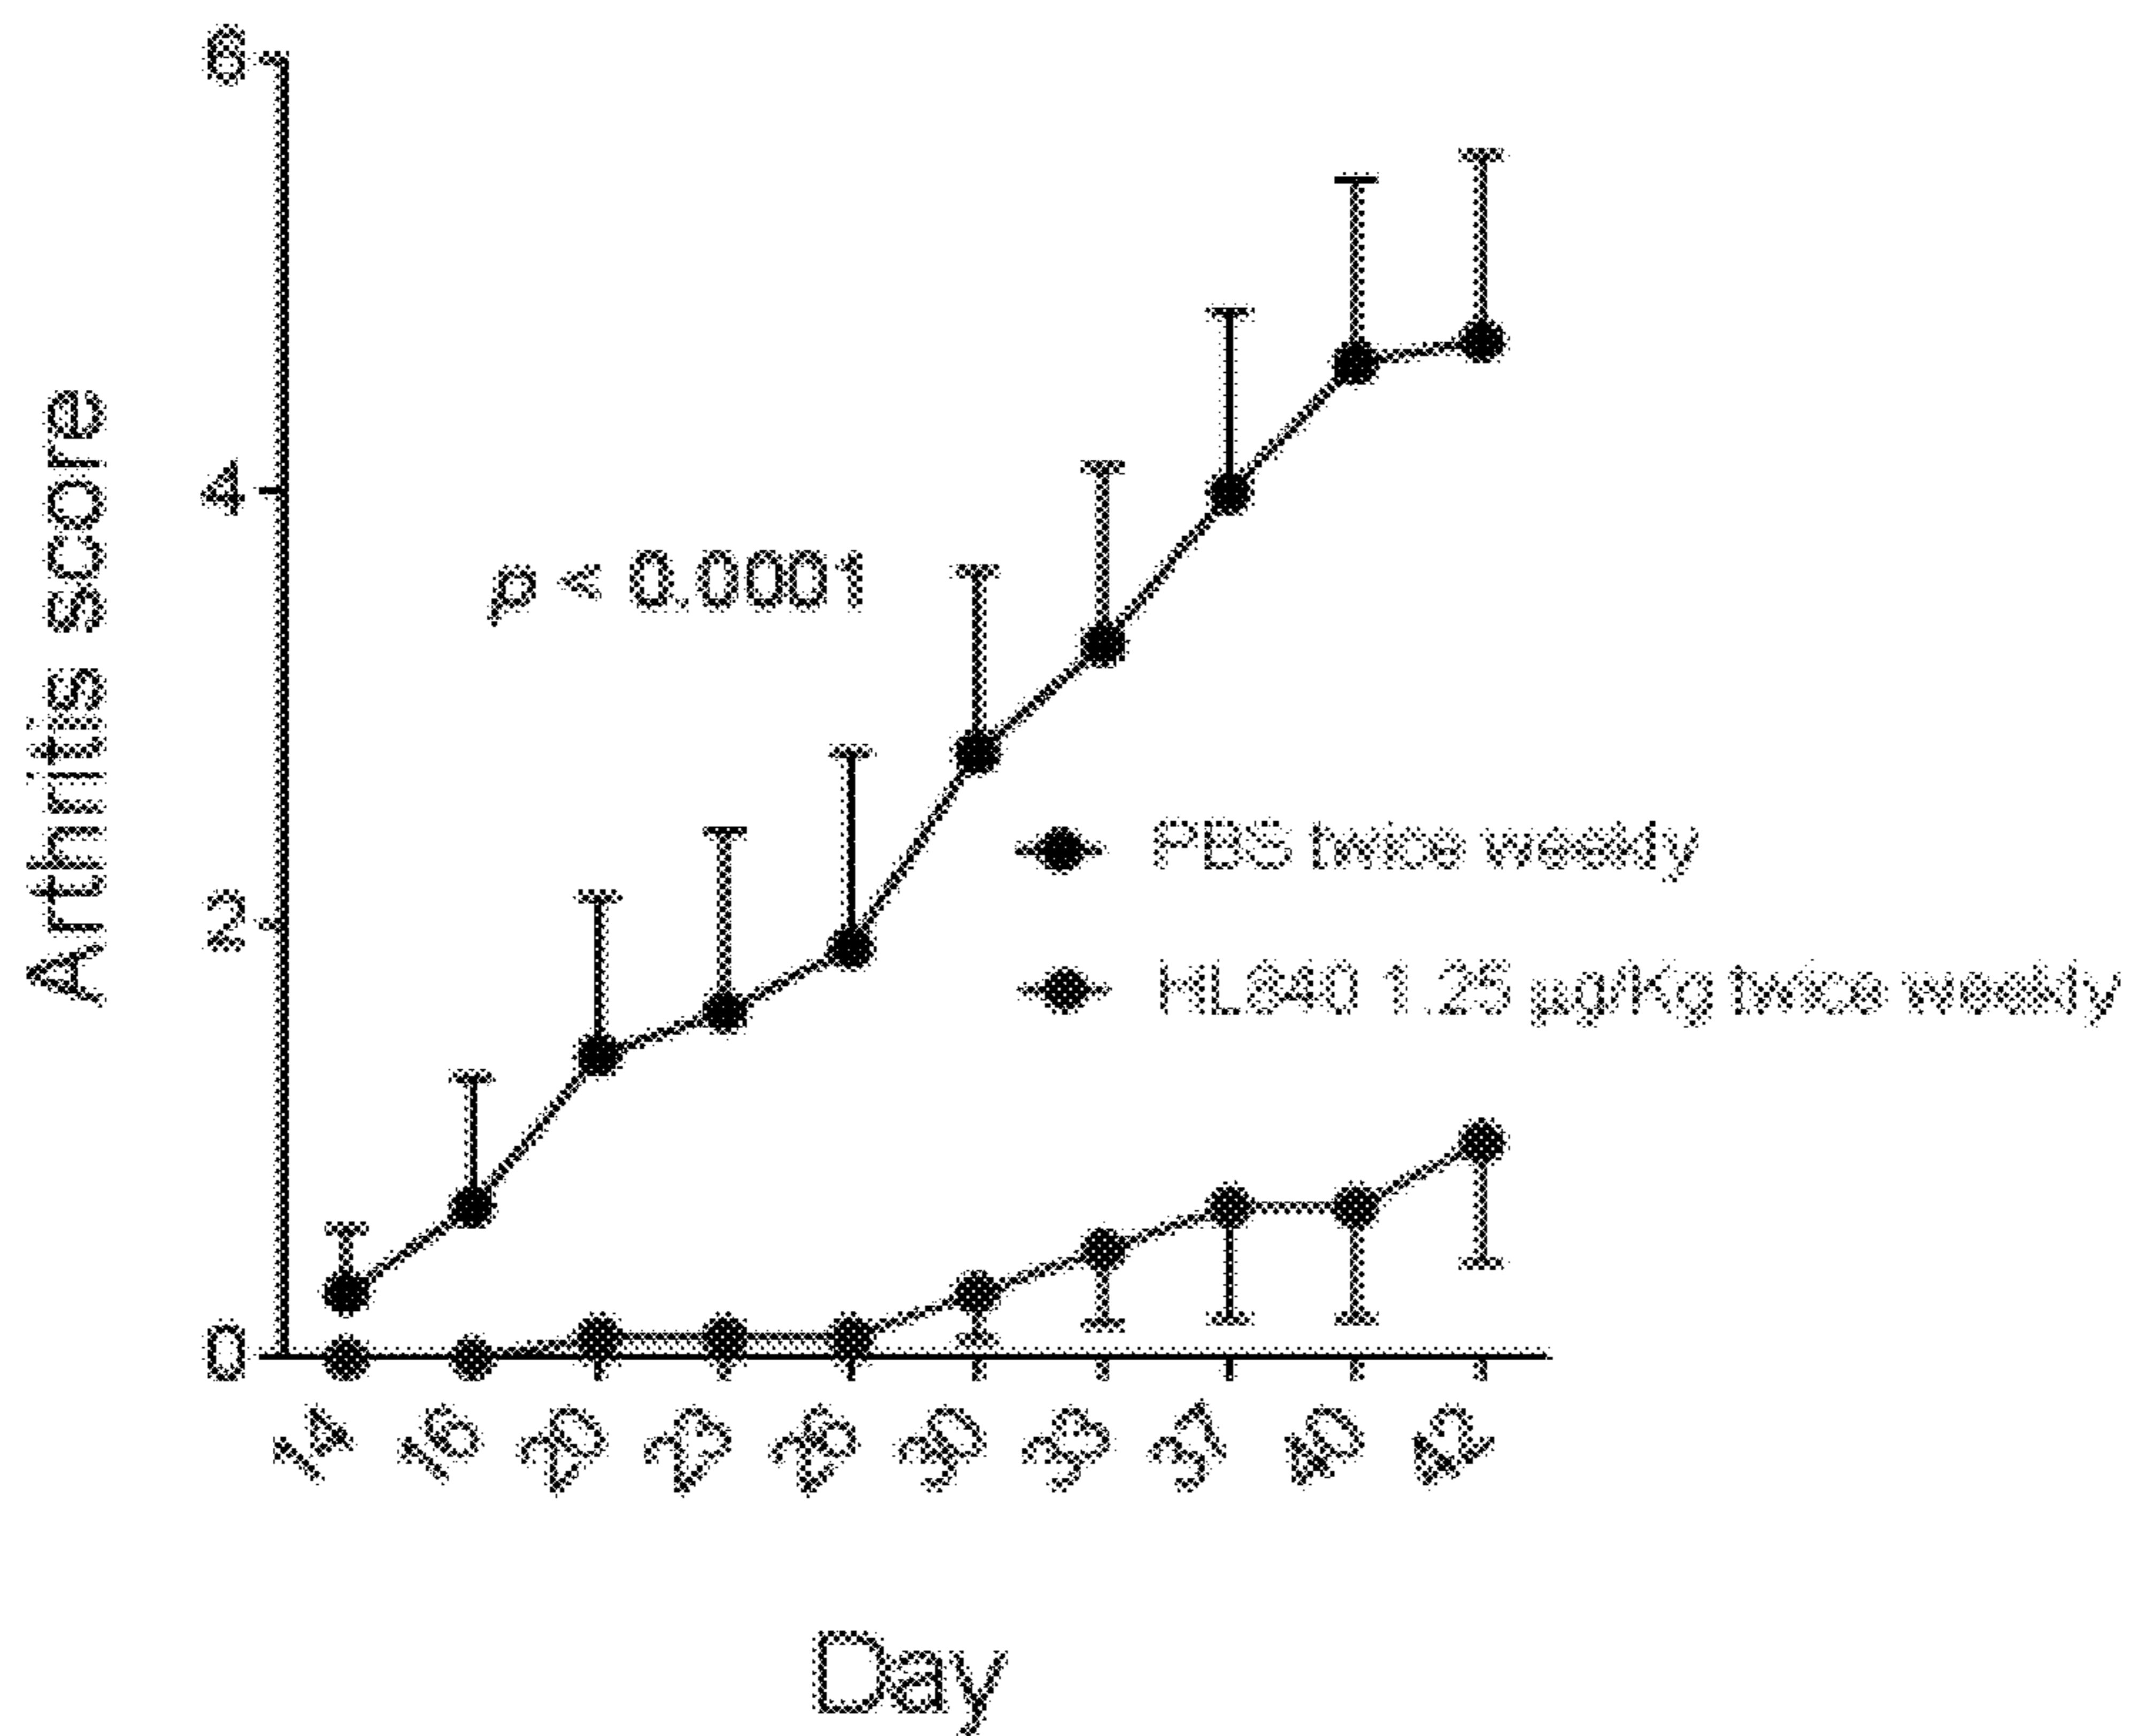 6
4
2
0
Arthritis score
p < 0.0001
PBS twice weekly
1.25 µg/Kg twice weekly
14 16 20 23 26 30 33 37 40 42
Day